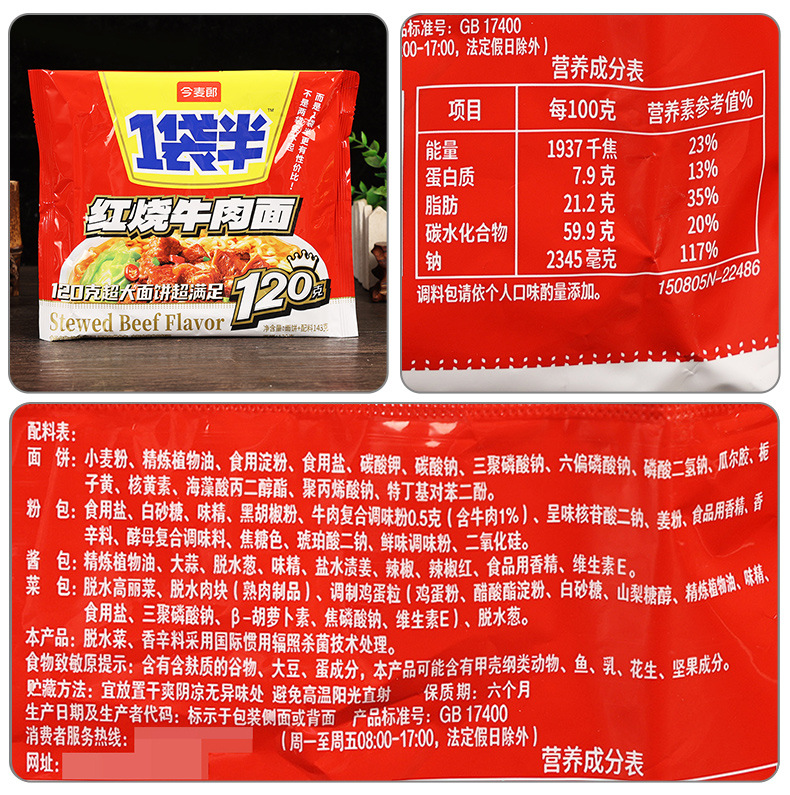 今麦郎
1袋半™
面是1袋半更有性价比!
不是两袋买不起
红烧牛肉面
120克超大面饼超满足
120克
Stewed Beef Flavor
净含量:面饼+配料143克
品标准号: GB 17400
00-17:00, 法定假日除外)
营养成分表
项目 每100克 营养素参考值%
能量 1937 千焦 23%
蛋白质 7.9 克 13%
脂肪 21.2 克 35%
碳水化合物 59.9 克 20%
钠 2345 毫克 117%
调料包请依个人口味酌量添加。
150805N-22486
配料表:
面 饼: 小麦粉、精炼植物油、食用淀粉、食用盐、碳酸钾、碳酸钠、三聚磷酸钠、六偏磷酸钠、磷酸二氢钠、瓜尔胶、栀
子黄、核黄素、海藻酸丙二醇酯、聚丙烯酸钠、特丁基对苯二酚。
粉 包: 食用盐、白砂糖、味精、黑胡椒粉、牛肉复合调味粉0.5克(含牛肉1%)、呈味核苷酸二钠、姜粉、食品用香精、香
辛料、酵母复合调味料、焦糖色、琥珀酸二钠、鲜味调味粉、二氧化硅。
酱 包: 精炼植物油、大蒜、脱水葱、味精、盐水渍姜、辣椒、辣椒红、食品用香精、维生素E。
菜 包: 脱水高丽菜、脱水肉块(熟肉制品)、调制鸡蛋粒(鸡蛋粉、醋酸酯淀粉、白砂糖、山梨糖醇、精炼植物油、味精、
食用盐、三聚磷酸钠、β-胡萝卜素、焦磷酸钠、维生素E)、脱水葱。
本产品: 脱水菜、香辛料采用国际惯用辐照杀菌技术处理。
食物致敏原提示: 含有含麸质的谷物、大豆、蛋成分, 本产品可能含有甲壳纲类动物、鱼、乳、花生、坚果成分。
贮藏方法: 宜放置干爽阴凉无异味处 避免高温阳光直射 保质期: 六个月
生产日期及生产者代码: 标示于包装侧面或背面 产品标准号: GB 17400
消费者服务热线: (周一至周五08:00-17:00, 法定假日除外)
网址: 营养成分表